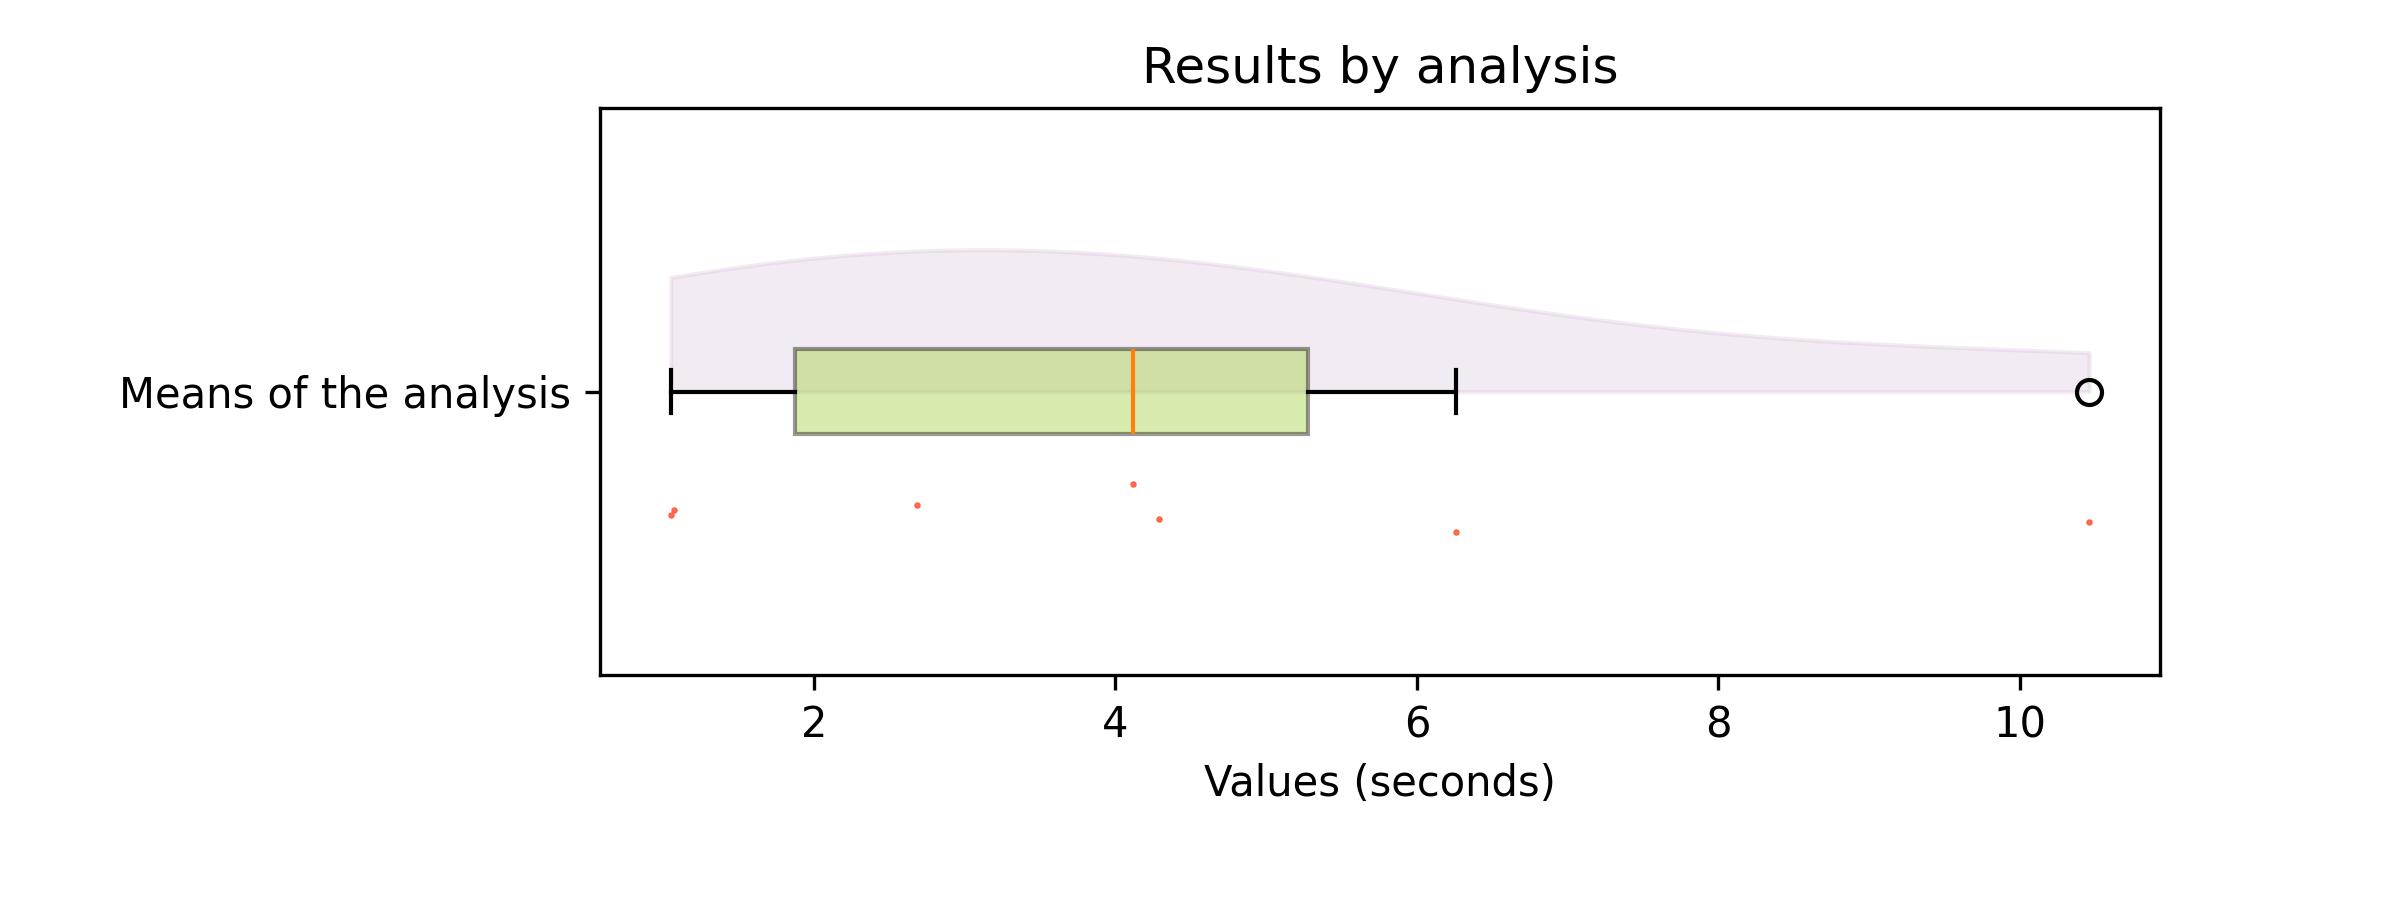 Results by analysis
Means of the analysis
2 4 6 8 10
Values (seconds)